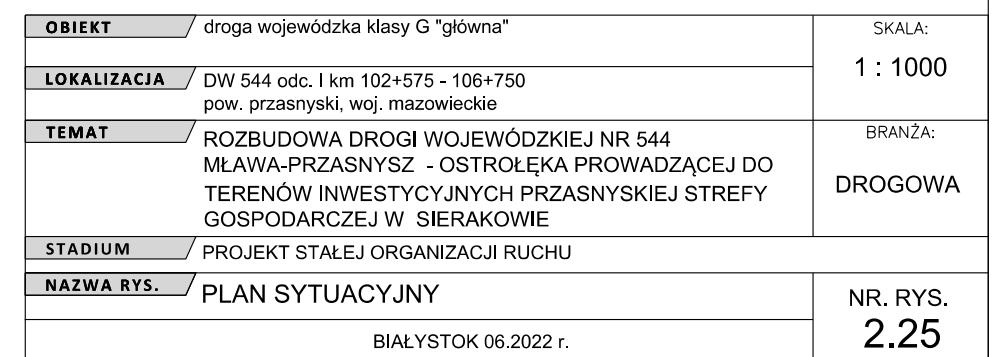 OBIEKT droga wojewódzka klasy G "główna"
SKALA:
1 : 1000
LOKALIZACJA DW 544 odc. I km 102+575 - 106+750
pow. przasnyski, woj. mazowieckie
TEMAT ROZBUDOWA DROGI WOJEWÓDZKIEJ NR 544
MŁAWA-PRZASNYSZ - OSTROŁĘKA PROWADZĄCEJ DO
TERENÓW INWESTYCYJNYCH PRZASNYSKIEJ STREFY
GOSPODARCZEJ W SIERAKOWIE
BRANŻA:
DROGOWA
STADIUM PROJEKT STAŁEJ ORGANIZACJI RUCHU
NAZWA RYS. PLAN SYTUACYJNY
NR. RYS.
2.25
BIAŁYSTOK 06.2022 r.